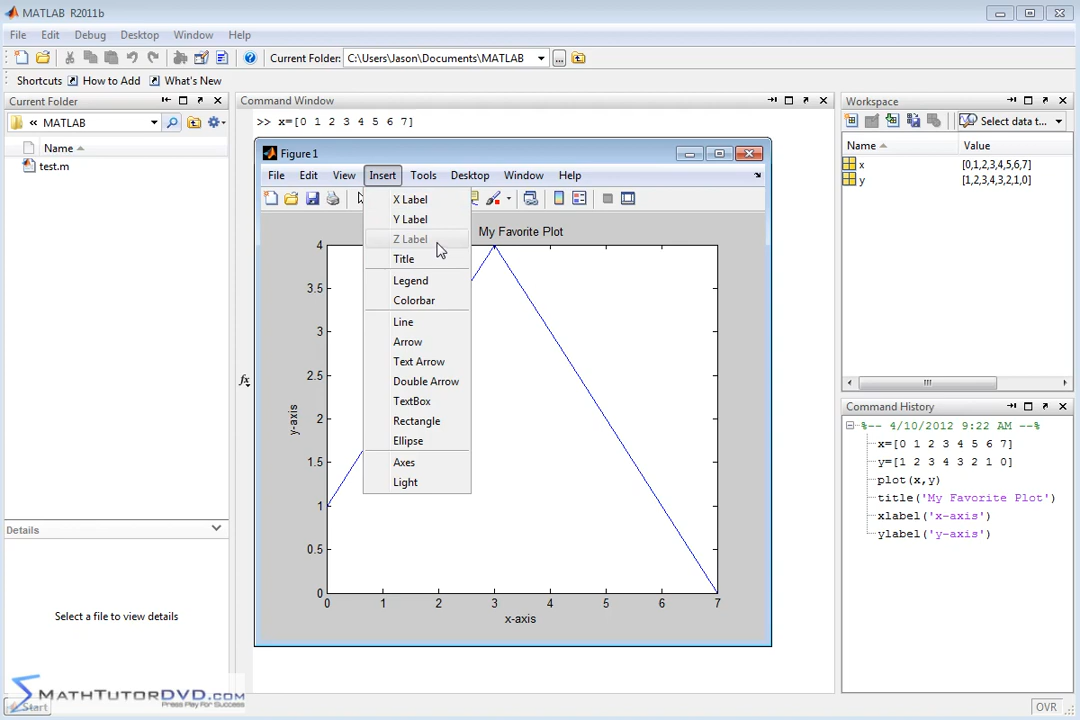 MATLAB R2011b
File Edit Debug Desktop Window Help
Current Folder: C:\Users\Jason\Documents\MATLAB ...
Shortcuts How to Add What's New
Current Folder
« MATLAB
Name
test.m
Details
Select a file to view details
Start
MATHTUTORDVD.COM
Press Play For Success
Command Window
>> x=[0 1 2 3 4 5 6 7]
fx
Figure 1
File Edit View Insert Tools Desktop Window Help
X Label
Y Label
Z Label
Title
Legend
Colorbar
Line
Arrow
Text Arrow
Double Arrow
TextBox
Rectangle
Ellipse
Axes
Light
My Favorite Plot
4
3.5
3
2.5
2
1.5
1
0.5
0
y-axis
0 1 2 3 4 5 6 7
x-axis
Workspace
Select data t...
Name Value
x [0,1,2,3,4,5,6,7]
y [1,2,3,4,3,2,1,0]
Command History
%-- 4/10/2012 9:22 AM --%
x=[0 1 2 3 4 5 6 7]
y=[1 2 3 4 3 2 1 0]
plot(x,y)
title('My Favorite Plot')
xlabel('x-axis')
ylabel('y-axis')
OVR